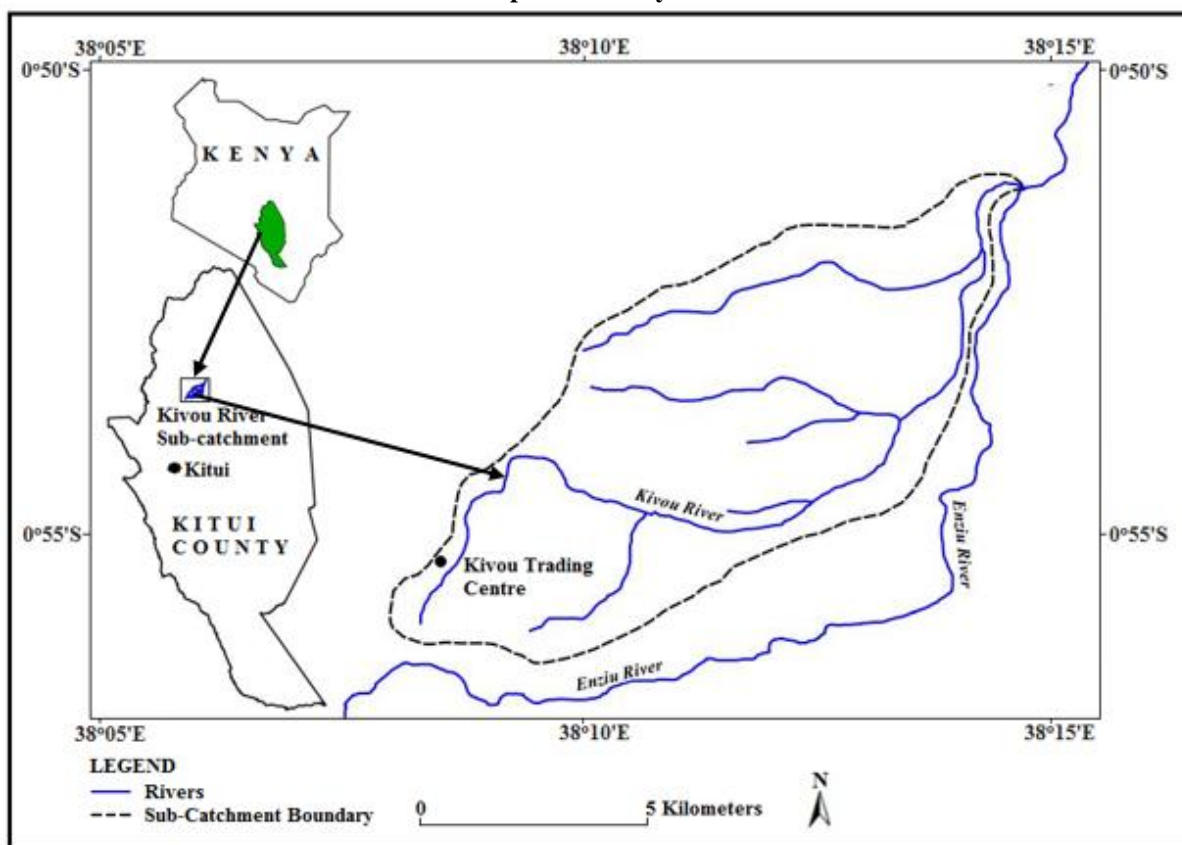 38°05'E 38°10'E 38°15'E
0°50'S 0°50'S
KENYA
Kivou River
Sub-catchment
Kitui
KITUI
COUNTY
Kivou River
Enziu River
0°55'S 0°55'S
Kivou Trading
Centre
Enziu River
38°05'E 38°10'E 38°15'E
LEGEND
Rivers
Sub-Catchment Boundary
0 5 Kilometers
N